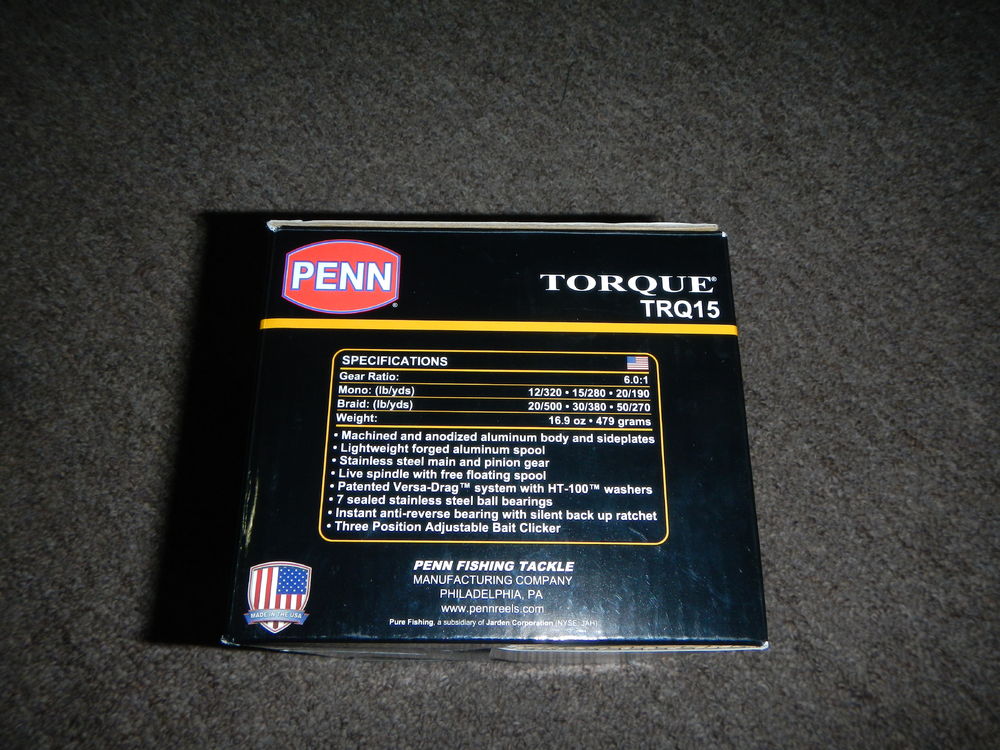 PENN
®
TORQUE®
TRQ15
SPECIFICATIONS
Gear Ratio: 6.0:1
Mono: (lb/yds) 12/320 • 15/280 • 20/190
Braid: (lb/yds) 20/500 • 30/380 • 50/270
Weight: 16.9 oz • 479 grams
• Machined and anodized aluminum body and sideplates
• Lightweight forged aluminum spool
• Stainless steel main and pinion gear
• Live spindle with free floating spool
• Patented Versa-Drag™ system with HT-100™ washers
• 7 sealed stainless steel ball bearings
• Instant anti-reverse bearing with silent back up ratchet
• Three Position Adjustable Bait Clicker
PENN FISHING TACKLE
MANUFACTURING COMPANY
PHILADELPHIA, PA
www.pennreels.com
Pure Fishing, a subsidiary of Jarden Corporation (NYSE: JAH)
MADE IN THE USA